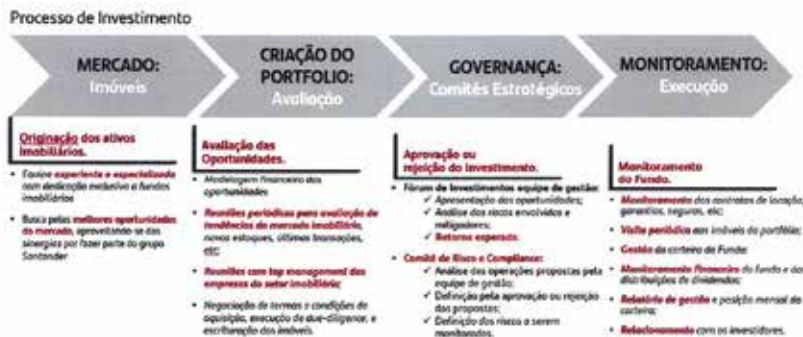 Processo de Investimento
MERCADO:
Imóveis
CRIAÇÃO DO
PORTFOLIO:
Avaliação
GOVERNANÇA:
Comitês Estratégicos
MONITORAMENTO:
Execução
Originação dos ativos
Imobiliários.
• Equipe experiente e especializada
com dedicação exclusiva a fundos
imobiliários
• Busca pelas melhores oportunidades
do mercado, aproveitando-se das
sinergias por fazer parte do grupo
Santander
Avaliação das
Oportunidades.
• Modelagem financeira das
oportunidades
• Reuniões periódicas para avaliação de
tendências do mercado imobiliário,
novos estoques, últimas transações,
etc;
• Reuniões com top management das
empresas do setor imobiliário;
• Negociação de termos e condições de
aquisição, execução de due-diligence, e
escrituração dos imóveis.
Aprovação ou
rejeição do investimento.
• Fórum de Investimentos equipe de gestão:
✓ Apresentação das oportunidades;
✓ Análise dos riscos envolvidos e
mitigadores;
✓ Retorno esperado.
• Comitê de Risco e Compliance:
✓ Análise das operações propostas pela
equipe de gestão;
✓ Definição pela aprovação ou rejeição
das propostas;
✓ Definição dos riscos a serem
monitorados.
Monitoramento
do Fundo.
• Monitoramento dos contratos de locação,
garantias, seguros, etc;
• Visita periódica aos imóveis do portfólio;
• Gestão da carteira do Fundo;
• Monitoramento financeiro do fundo e das
distribuições de dividendos;
• Relatório de gestão e posição mensal da
carteira;
• Relacionamento com os investidores.